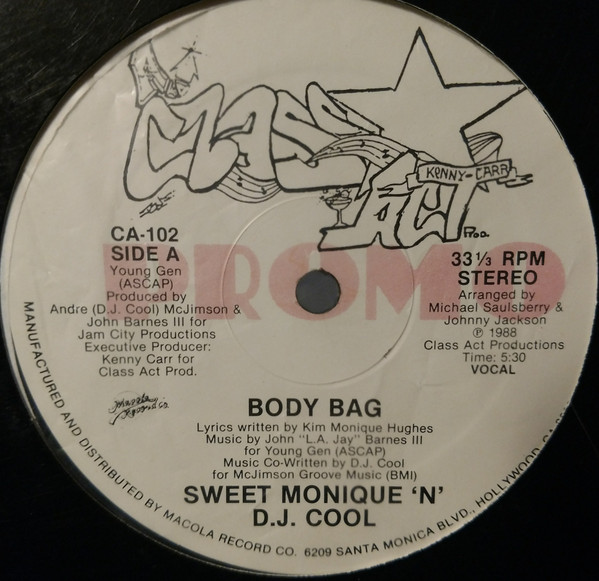 CLASS
ACT
KENNY-CARR
Prod.
PROMO
CA-102
SIDE A
Young Gen
(ASCAP)
Produced by
Andre (D.J. Cool) McJimson &
John Barnes III for
Jam City Productions
Executive Producer:
Kenny Carr for
Class Act Prod.
33 1/3 RPM
STEREO
Arranged by
Michael Saulsberry &
Johnny Jackson
℗ 1988
Class Act Productions
Time: 5:30
VOCAL
BODY BAG
Lyrics written by Kim Monique Hughes
Music by John "L.A. Jay" Barnes III
for Young Gen (ASCAP)
Music Co-Written by D.J. Cool
for McJimson Groove Music (BMI)
SWEET MONIQUE 'N'
D.J. COOL
MANUFACTURED AND DISTRIBUTED BY MACOLA RECORD CO. 6209 SANTA MONICA BLVD., HOLLYWOOD,